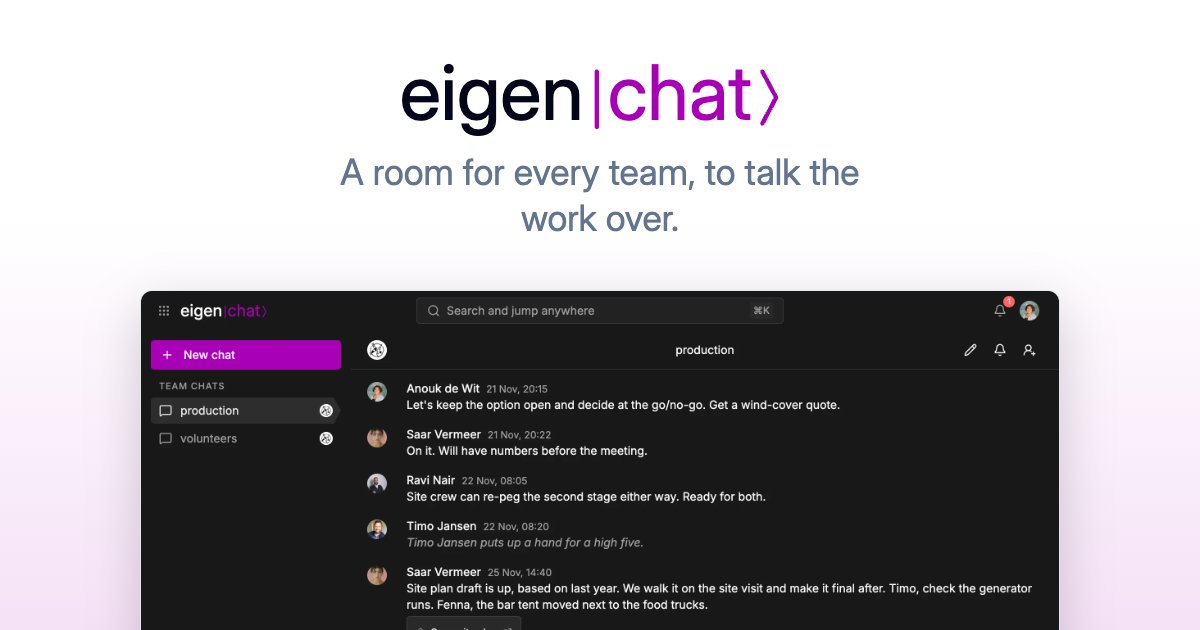 eigen|chat⟩
A room for every team, to talk the
work over.
eigen|chat⟩
Search and jump anywhere
⌘K
1
+ New chat
production
TEAM CHATS
production
volunteers
Anouk de Wit 21 Nov, 20:15
Let's keep the option open and decide at the go/no-go. Get a wind-cover quote.
Saar Vermeer 21 Nov, 20:22
On it. Will have numbers before the meeting.
Ravi Nair 22 Nov, 08:05
Site crew can re-peg the second stage either way. Ready for both.
Timo Jansen 22 Nov, 08:20
Timo Jansen puts up a hand for a high five.
Saar Vermeer 25 Nov, 14:40
Site plan draft is up, based on last year. We walk it on the site visit and make it final after. Timo, check the generator
runs. Fenna, the bar tent moved next to the food trucks.